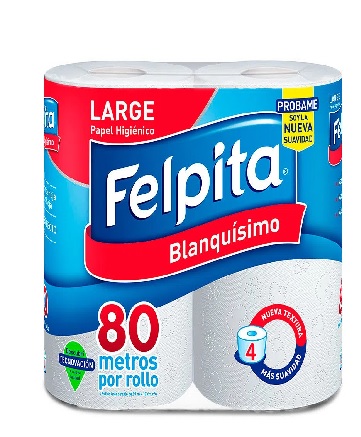 LARGE
Papel Higiénico
PROBAME
SOY LA
NUEVA
SUAVIDAD
Felpita
Blanquísimo
80
metros
por rollo
TECNOVACIÓN
NUEVA TEXTURA
4
MÁS SUAVIDAD